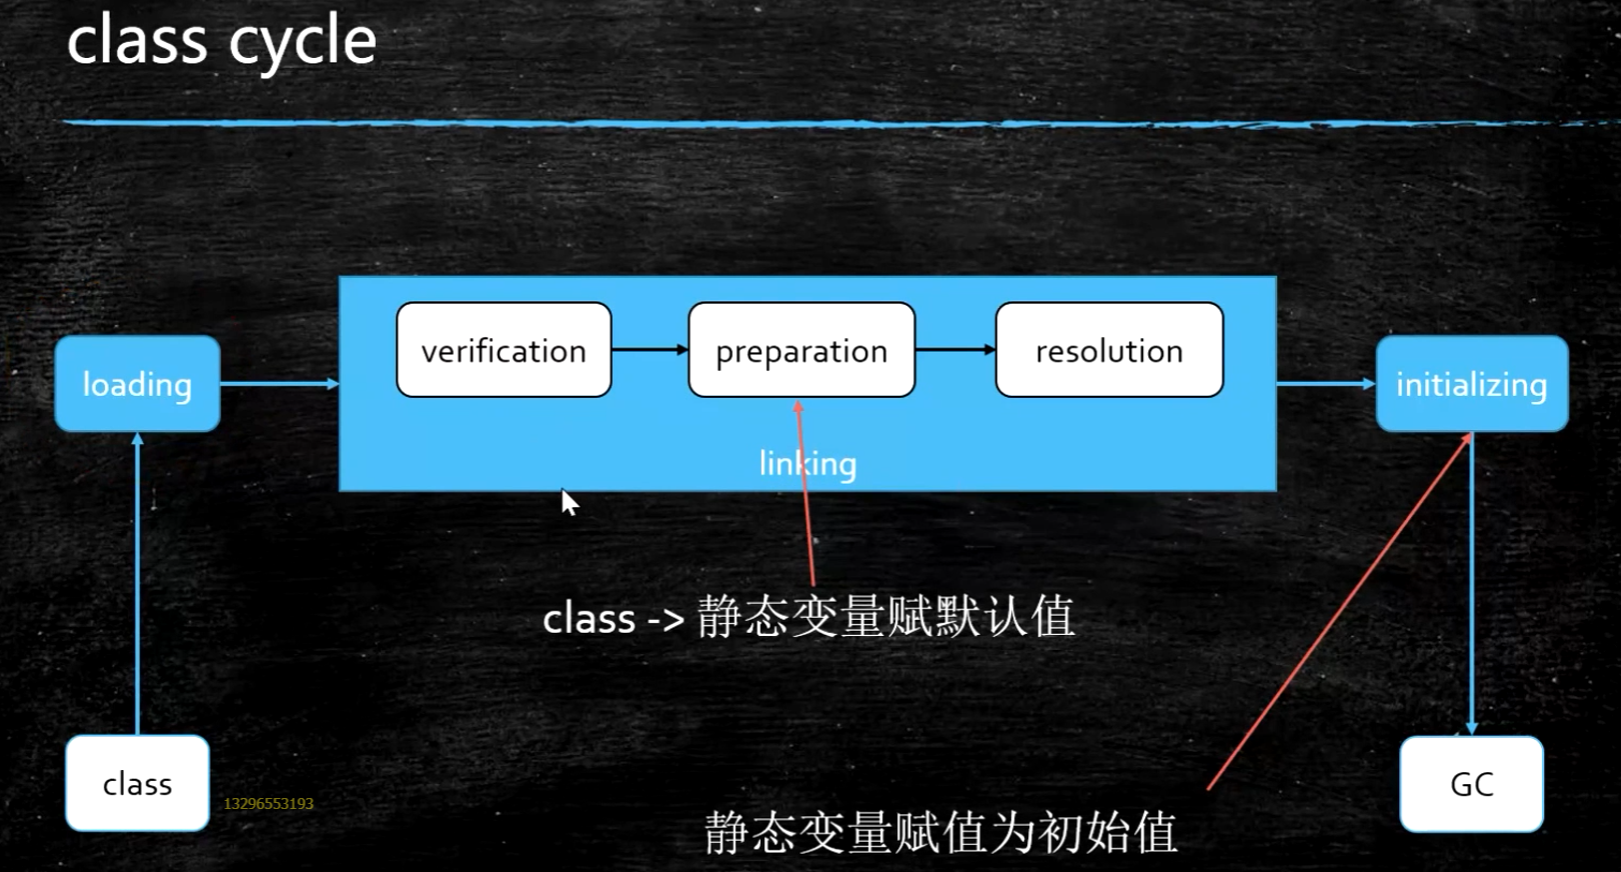 class cycle
verification
preparation
resolution
loading
initializing
linking
class -> 静态变量赋默认值
class
13296553193
GC
静态变量赋值为初始值